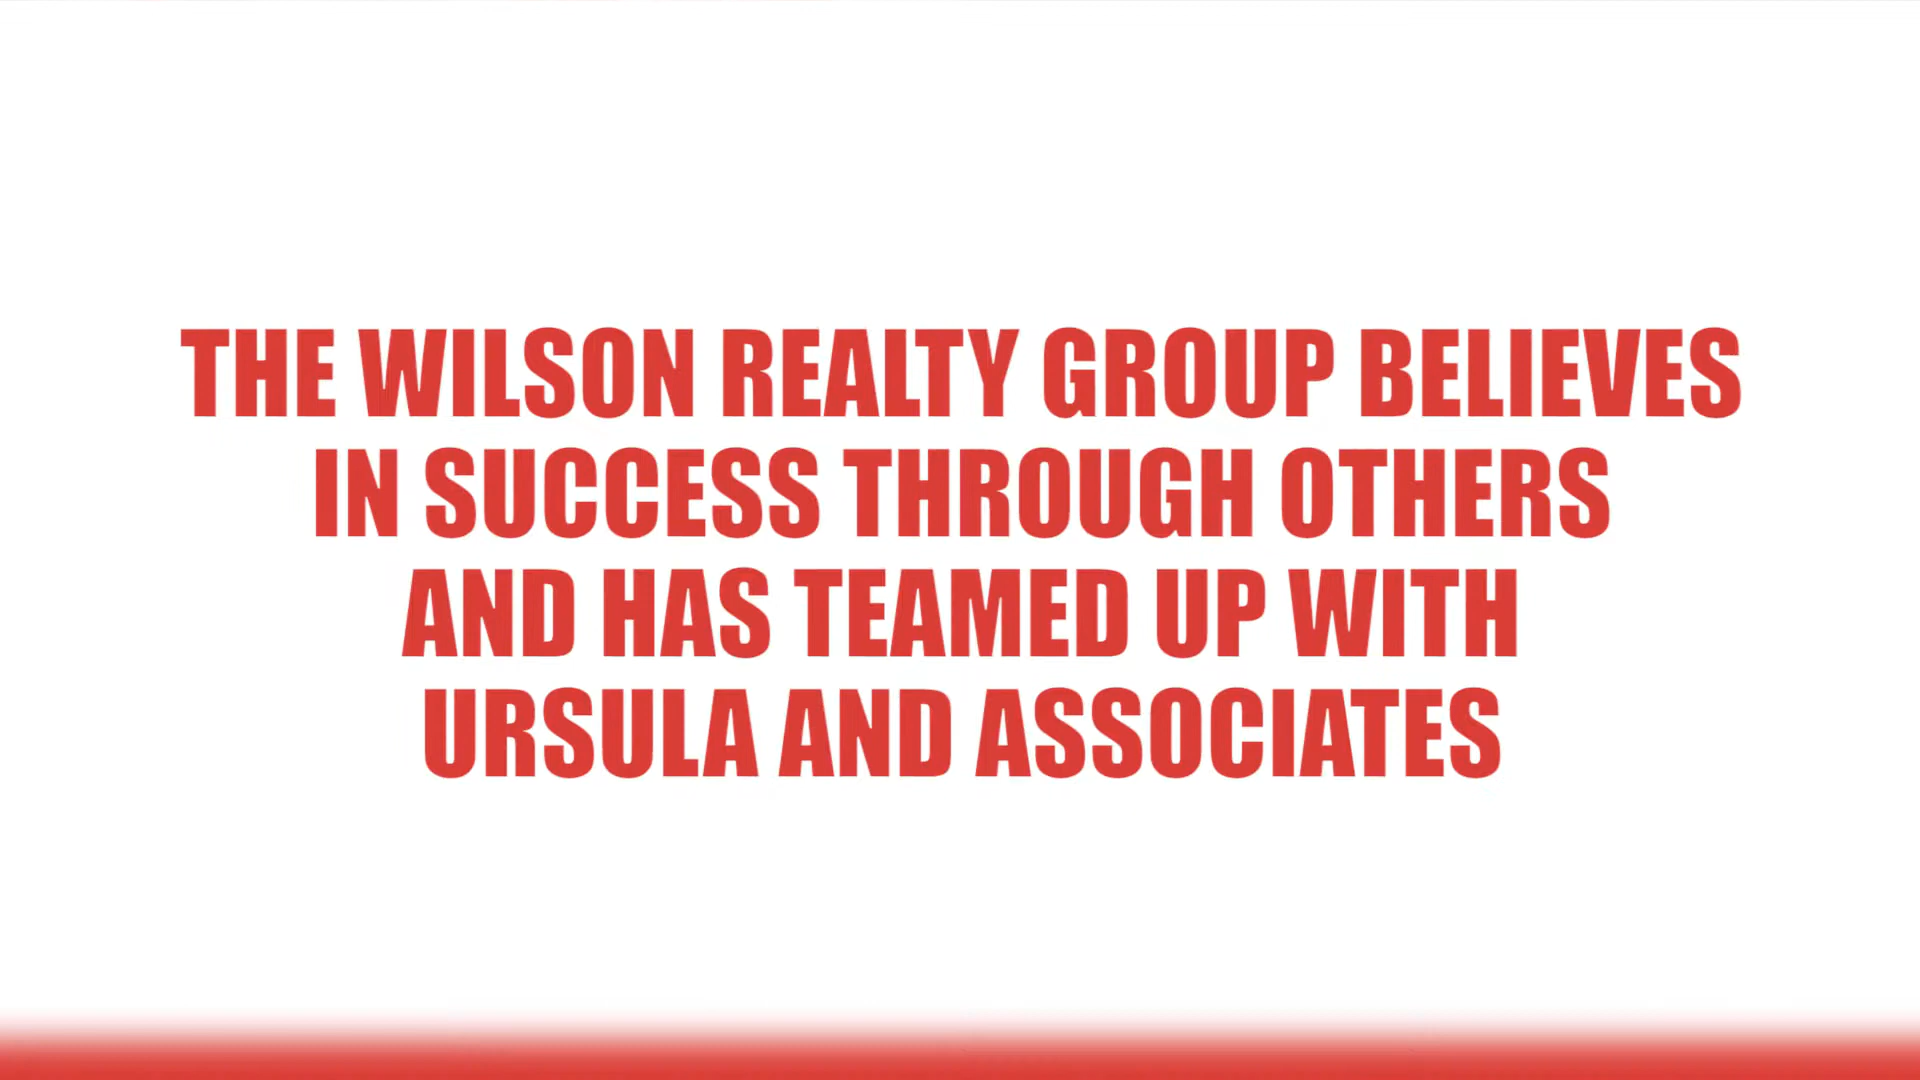 THE WILSON REALTY GROUP BELIEVES
IN SUCCESS THROUGH OTHERS
AND HAS TEAMED UP WITH
URSULA AND ASSOCIATES